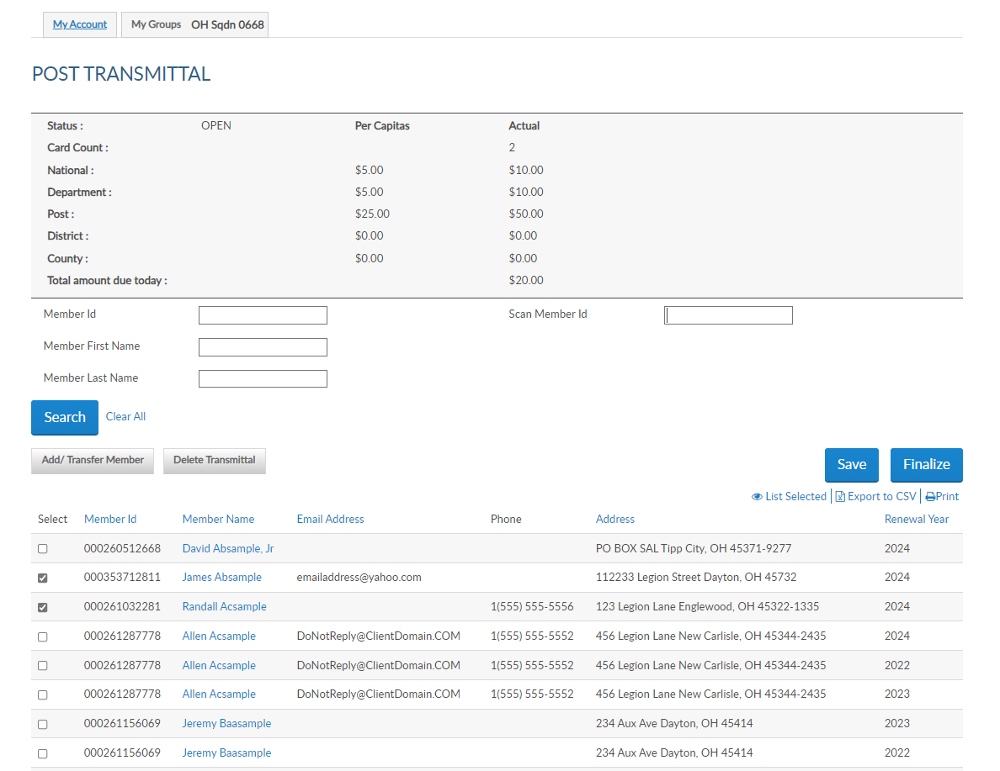 My Account My Groups OH Sqdn 0668
POST TRANSMITTAL
Status : OPEN Per Capitas Actual
Card Count : 2
National : $5.00 $10.00
Department : $5.00 $10.00
Post : $25.00 $50.00
District : $0.00 $0.00
County : $0.00 $0.00
Total amount due today : $20.00
Member Id Scan Member Id
Member First Name
Member Last Name
Search Clear All
Add/ Transfer Member Delete Transmittal Save Finalize
List Selected Export to CSV Print
Select Member Id Member Name Email Address Phone Address Renewal Year
000260512668 David Absample, Jr PO BOX SAL Tipp City, OH 45371-9277 2024
000353712811 James Absample emailaddress@yahoo.com 112233 Legion Street Dayton, OH 45732 2024
000261032281 Randall Acsample 1(555) 555-5556 123 Legion Lane Englewood, OH 45322-1335 2024
000261287778 Allen Acsample DoNotReply@ClientDomain.COM 1(555) 555-5552 456 Legion Lane New Carlisle, OH 45344-2435 2024
000261287778 Allen Acsample DoNotReply@ClientDomain.COM 1(555) 555-5552 456 Legion Lane New Carlisle, OH 45344-2435 2022
000261287778 Allen Acsample DoNotReply@ClientDomain.COM 1(555) 555-5552 456 Legion Lane New Carlisle, OH 45344-2435 2023
000261156069 Jeremy Baasample 234 Aux Ave Dayton, OH 45414 2023
000261156069 Jeremy Baasample 234 Aux Ave Dayton, OH 45414 2022